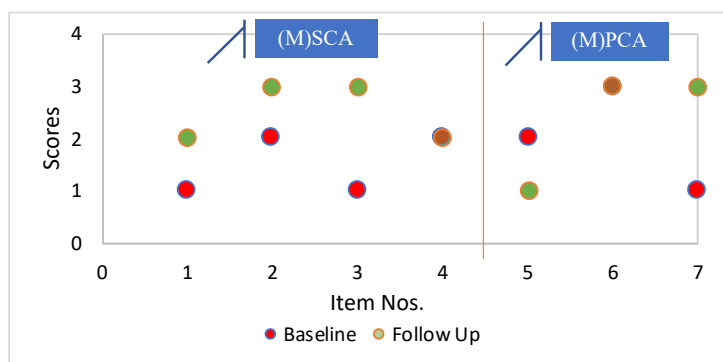 (M)SCA
(M)PCA
4
3
2
1
0
Scores
0 1 2 3 4 5 6 7
Item Nos.
Baseline Follow Up